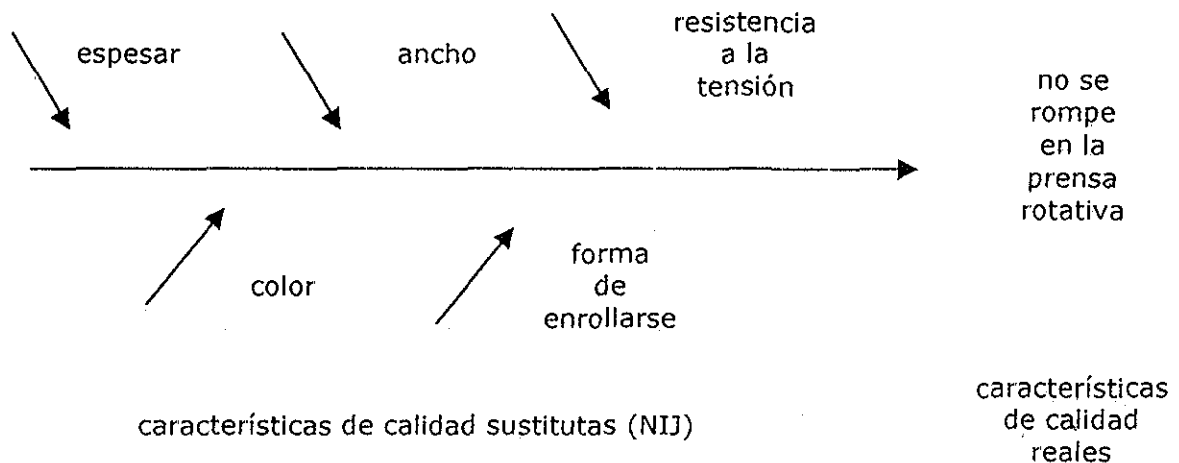 espesar
ancho
resistencia
a la
tensión
no se
rompe
en la
prensa
rotativa
color
forma
de
enrollarse
características de calidad sustitutas (NIJ)
características
de calidad
reales